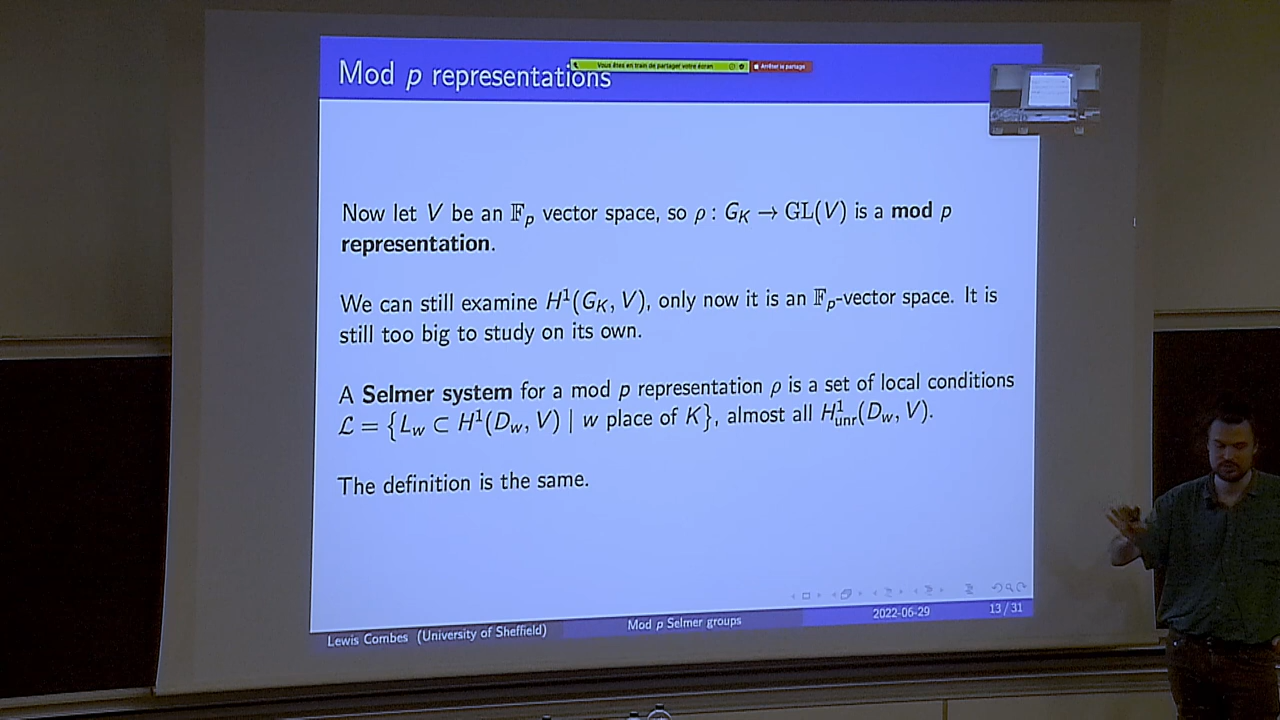 Mod p representations
Vous êtes en train de partager votre écran
Arrêter le partage
Now let V be an 𝔽ₚ vector space, so ρ : G_K → GL(V) is a mod p
representation.
We can still examine H¹(G_K, V), only now it is an 𝔽ₚ-vector space. It is
still too big to study on its own.
A Selmer system for a mod p representation ρ is a set of local conditions
ℒ = {L_w ⊂ H¹(D_w, V) | w place of K}, almost all H¹_unr(D_w, V).
The definition is the same.
Lewis Combes (University of Sheffield)
Mod p Selmer groups
2022-06-29
13 / 31